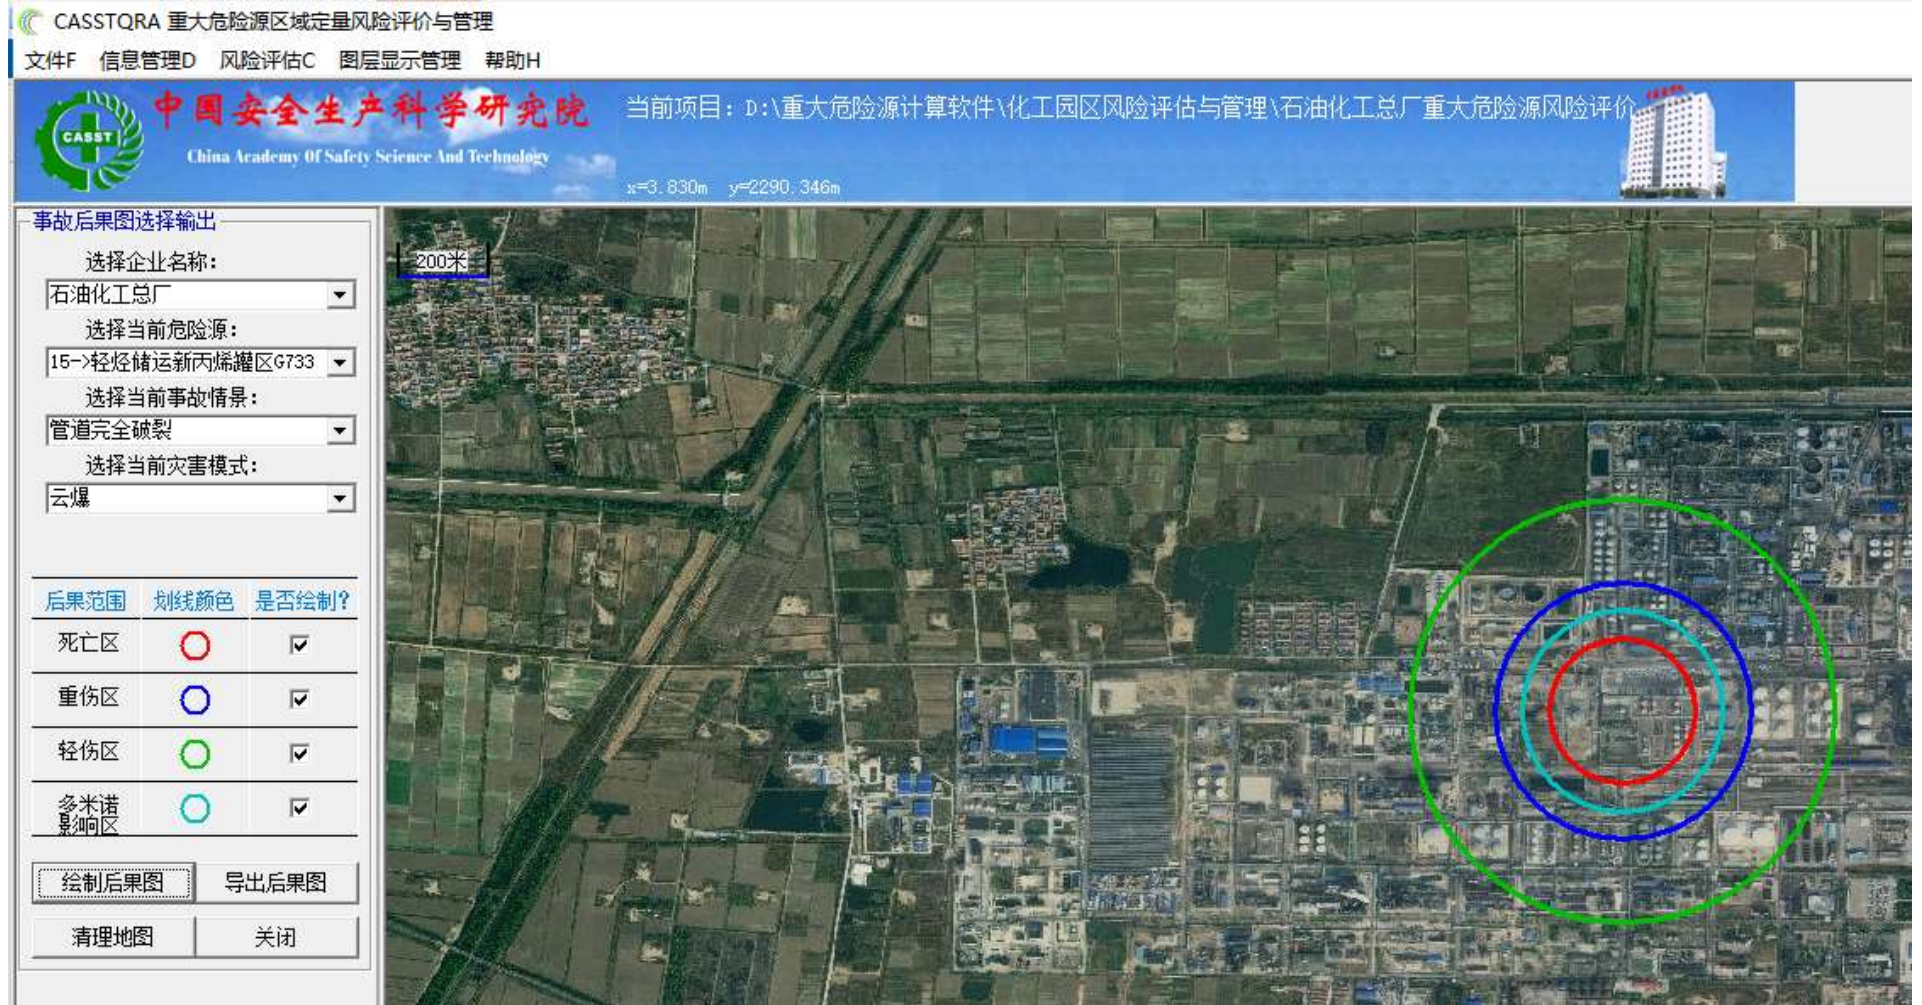 CASSTQRA 重大危险源区域定量风险评价与管理
文件F 信息管理D 风险评估C 图层显示管理 帮助H
CASST
中国安全生产科学研究院
China Academy Of Safety Science And Technology
当前项目：D:\重大危险源计算软件\化工园区风险评估与管理\石油化工总厂重大危险源风险评价
x=3.830m y=2290.346m
事故后果图选择输出
选择企业名称：
石油化工总厂
选择当前危险源：
15->轻烃储运新丙烯罐区G733
选择当前事故情景：
管道完全破裂
选择当前灾害模式：
云爆
后果范围 划线颜色 是否绘制?
死亡区
重伤区
轻伤区
多米诺
影响区
绘制后果图 导出后果图
清理地图 关闭
200米